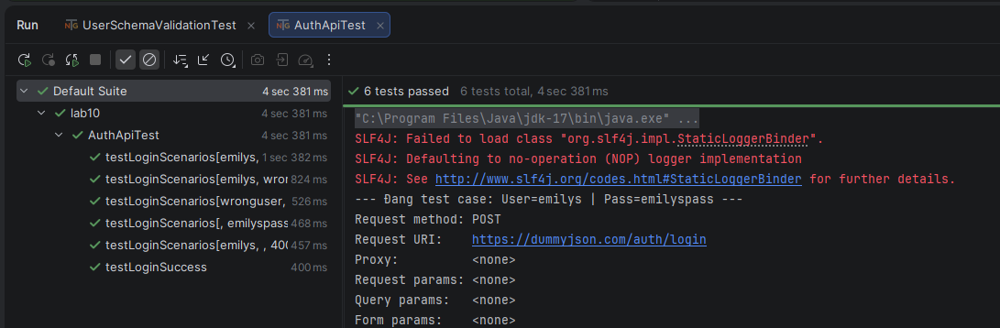 Run UserSchemaValidationTest AuthApiTest
Default Suite 4 sec 381 ms
lab10 4 sec 381 ms
AuthApiTest 4 sec 381 ms
testLoginScenarios[emilys, 1 sec 382 ms
testLoginScenarios[emilys, wron 824 ms
testLoginScenarios[wronguser, 526 ms
testLoginScenarios[, emilyspass 468 ms
testLoginScenarios[emilys, , 400 457 ms
testLoginSuccess 400 ms
6 tests passed 6 tests total, 4 sec 381 ms
"C:\Program Files\Java\jdk-17\bin\java.exe" ...
SLF4J: Failed to load class "org.slf4j.impl.StaticLoggerBinder".
SLF4J: Defaulting to no-operation (NOP) logger implementation
SLF4J: See http://www.slf4j.org/codes.html#StaticLoggerBinder for further details.
--- Đang test case: User=emilys | Pass=emilyspass ---
Request method: POST
Request URI: https://dummyjson.com/auth/login
Proxy: <none>
Request params: <none>
Query params: <none>
Form params: <none>